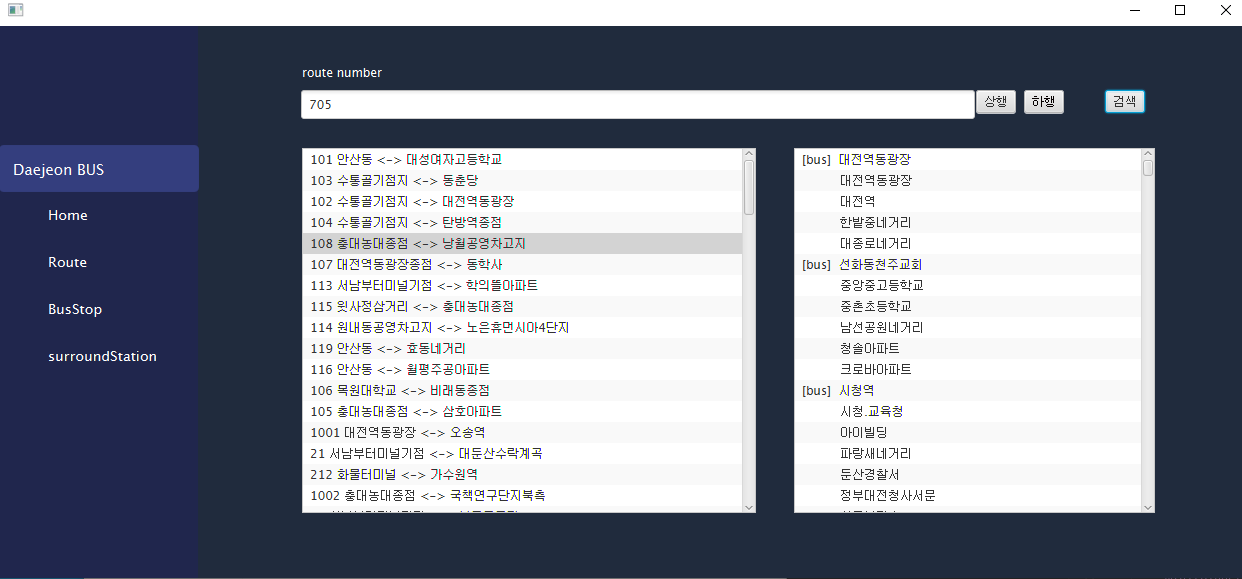 route number
705
상행
하행
검색
Daejeon BUS
Home
Route
BusStop
surroundStation
101 안산동 <-> 대성여자고등학교
103 수통골기점지 <-> 동춘당
102 수통골기점지 <-> 대전역동광장
104 수통골기점지 <-> 탄방역종점
108 충대농대종점 <-> 낭월공영차고지
107 대전역동광장종점 <-> 동학사
113 서남부터미널기점 <-> 학의뜰아파트
115 윗사정삼거리 <-> 충대농대종점
114 원내동공영차고지 <-> 노은휴먼시아4단지
119 안산동 <-> 효동네거리
116 안산동 <-> 월평주공아파트
106 목원대학교 <-> 비래동종점
105 충대농대종점 <-> 삼호아파트
1001 대전역동광장 <-> 오송역
21 서남부터미널기점 <-> 대둔산수락계곡
212 화물터미널 <-> 가수원역
1002 충대농대종점 <-> 국책연구단지북측
[bus] 대전역동광장
대전역동광장
대전역
한밭중네거리
대종로네거리
[bus] 선화동천주교회
중앙중고등학교
중촌초등학교
남선공원네거리
청솔아파트
크로바아파트
[bus] 시청역
시청.교육청
아이빌딩
파랑새네거리
둔산경찰서
정부대전청사서문